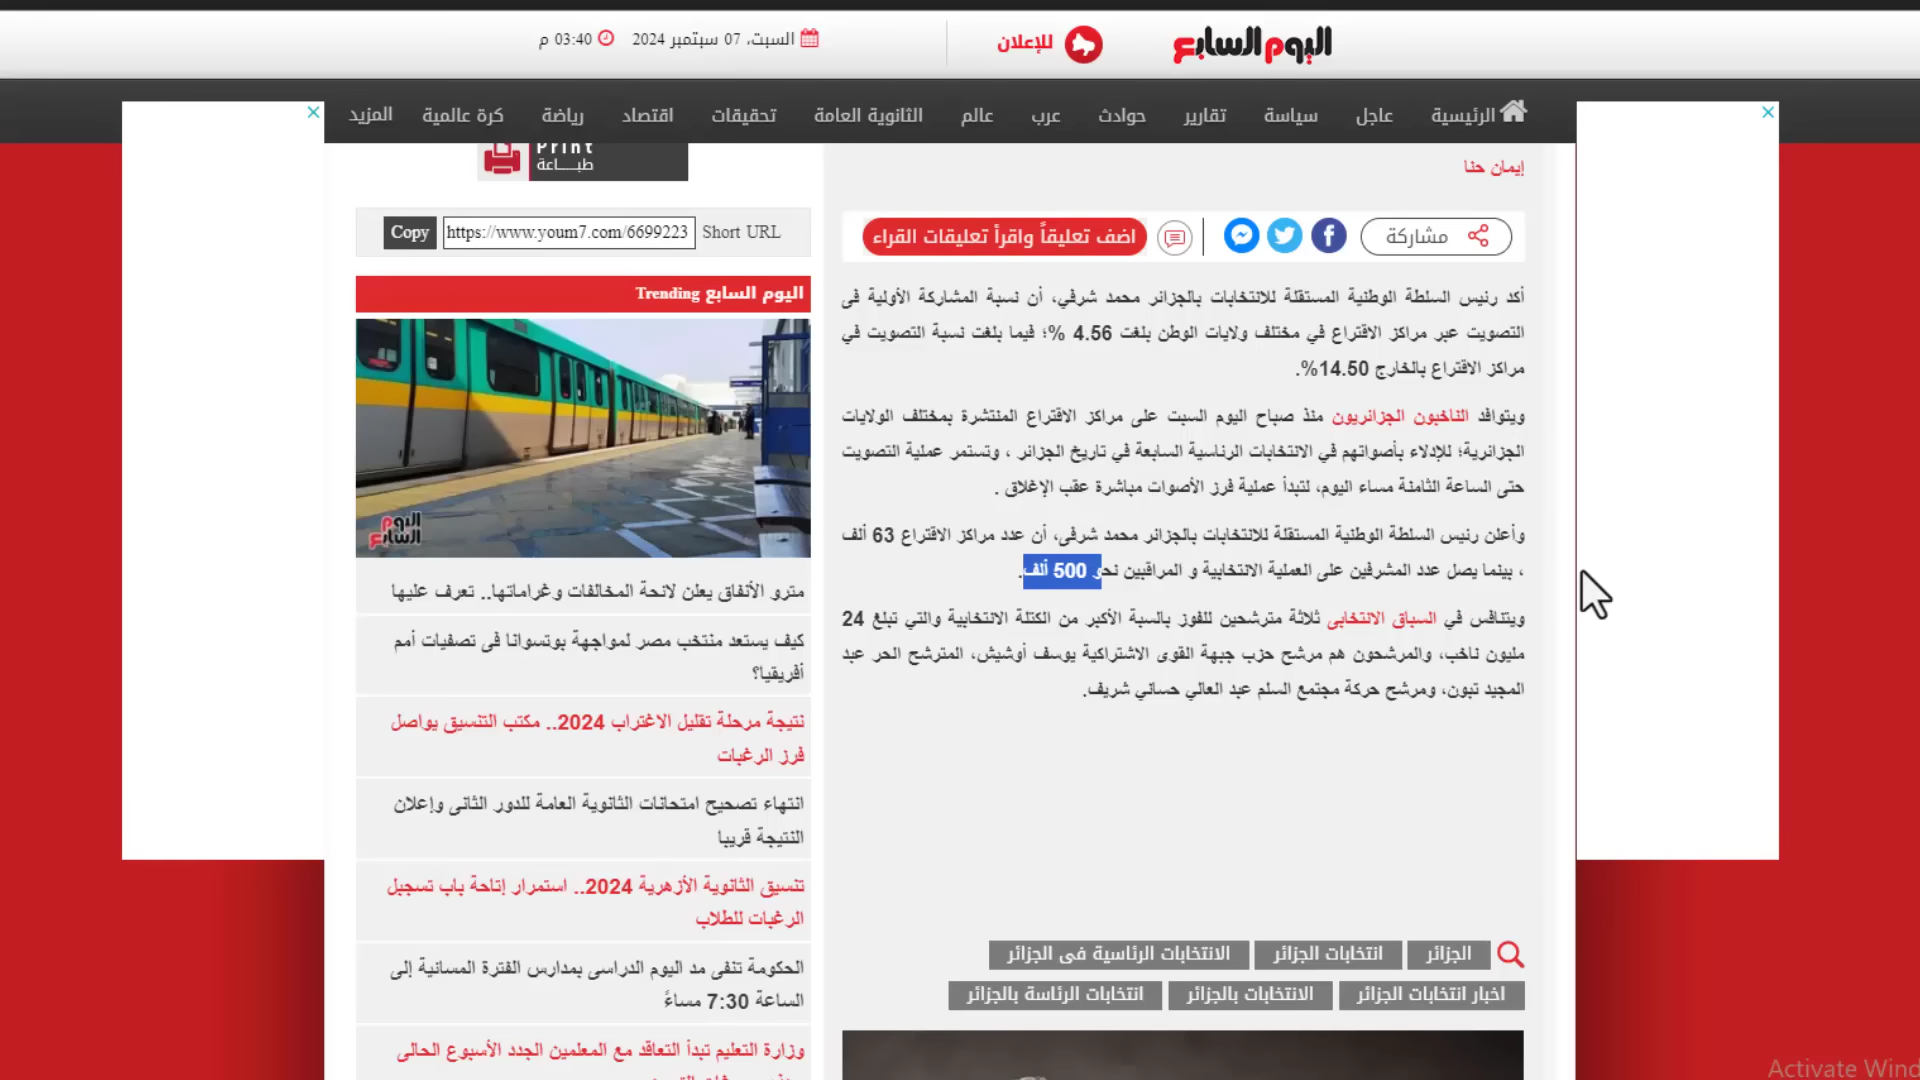 اليوم السابع
للإعلان
السبت، 07 سبتمبر 2024
03:40 م
الرئيسية
عاجل
سياسة
تقارير
حوادث
عرب
عالم
الثانوية العامة
تحقيقات
اقتصاد
رياضة
كرة عالمية
المزيد
إيمان حنا
مشاركة
اضف تعليقاً واقرأ تعليقات القراء
أكد رئيس السلطة الوطنية المستقلة للانتخابات بالجزائر محمد شرفي، أن نسبة المشاركة الأولية فى
التصويت عبر مراكز الاقتراع في مختلف ولايات الوطن بلغت 4.56 %؛ فيما بلغت نسبة التصويت في
مراكز الاقتراع بالخارج 14.50%.
ويتوافد الناخبون الجزائريون منذ صباح اليوم السبت على مراكز الاقتراع المنتشرة بمختلف الولايات
الجزائرية؛ للإدلاء بأصواتهم في الانتخابات الرئاسية السابعة في تاريخ الجزائر ، وتستمر عملية التصويت
حتى الساعة الثامنة مساء اليوم، لتبدأ عملية فرز الأصوات مباشرة عقب الإغلاق .
وأعلن رئيس السلطة الوطنية المستقلة للانتخابات بالجزائر محمد شرفى، أن عدد مراكز الاقتراع 63 ألف
، بينما يصل عدد المشرفين على العملية الانتخابية و المراقبين نحو 500 ألف.
ويتنافس في السباق الانتخابى ثلاثة مترشحين للفوز بالسبة الأكبر من الكتلة الانتخابية والتي تبلغ 24
مليون ناخب، والمرشحون هم مرشح حزب جبهة القوى الاشتراكية يوسف أوشيش، المترشح الحر عبد
المجيد تبون، ومرشح حركة مجتمع السلم عبد العالي حساني شريف.
الجزائر
انتخابات الجزائر
الانتخابات الرئاسية فى الجزائر
اخبار انتخابات الجزائر
الانتخابات بالجزائر
انتخابات الرئاسة بالجزائر
Print
طبـــاعة
Short URL
https://www.youm7.com/6699223
Copy
اليوم السابع Trending
اليوم السابع
مترو الأنفاق يعلن لائحة المخالفات وغراماتها.. تعرف عليها
كيف يستعد منتخب مصر لمواجهة بوتسوانا فى تصفيات أمم
أفريقيا؟
نتيجة مرحلة تقليل الاغتراب 2024.. مكتب التنسيق يواصل
فرز الرغبات
انتهاء تصحيح امتحانات الثانوية العامة للدور الثانى وإعلان
النتيجة قريبا
تنسيق الثانوية الأزهرية 2024.. استمرار إتاحة باب تسجيل
الرغبات للطلاب
الحكومة تنفى مد اليوم الدراسى بمدارس الفترة المسائية إلى
الساعة 7:30 مساءً
وزارة التعليم تبدأ التعاقد مع المعلمين الجدد الأسبوع الحالى
Activate Wind